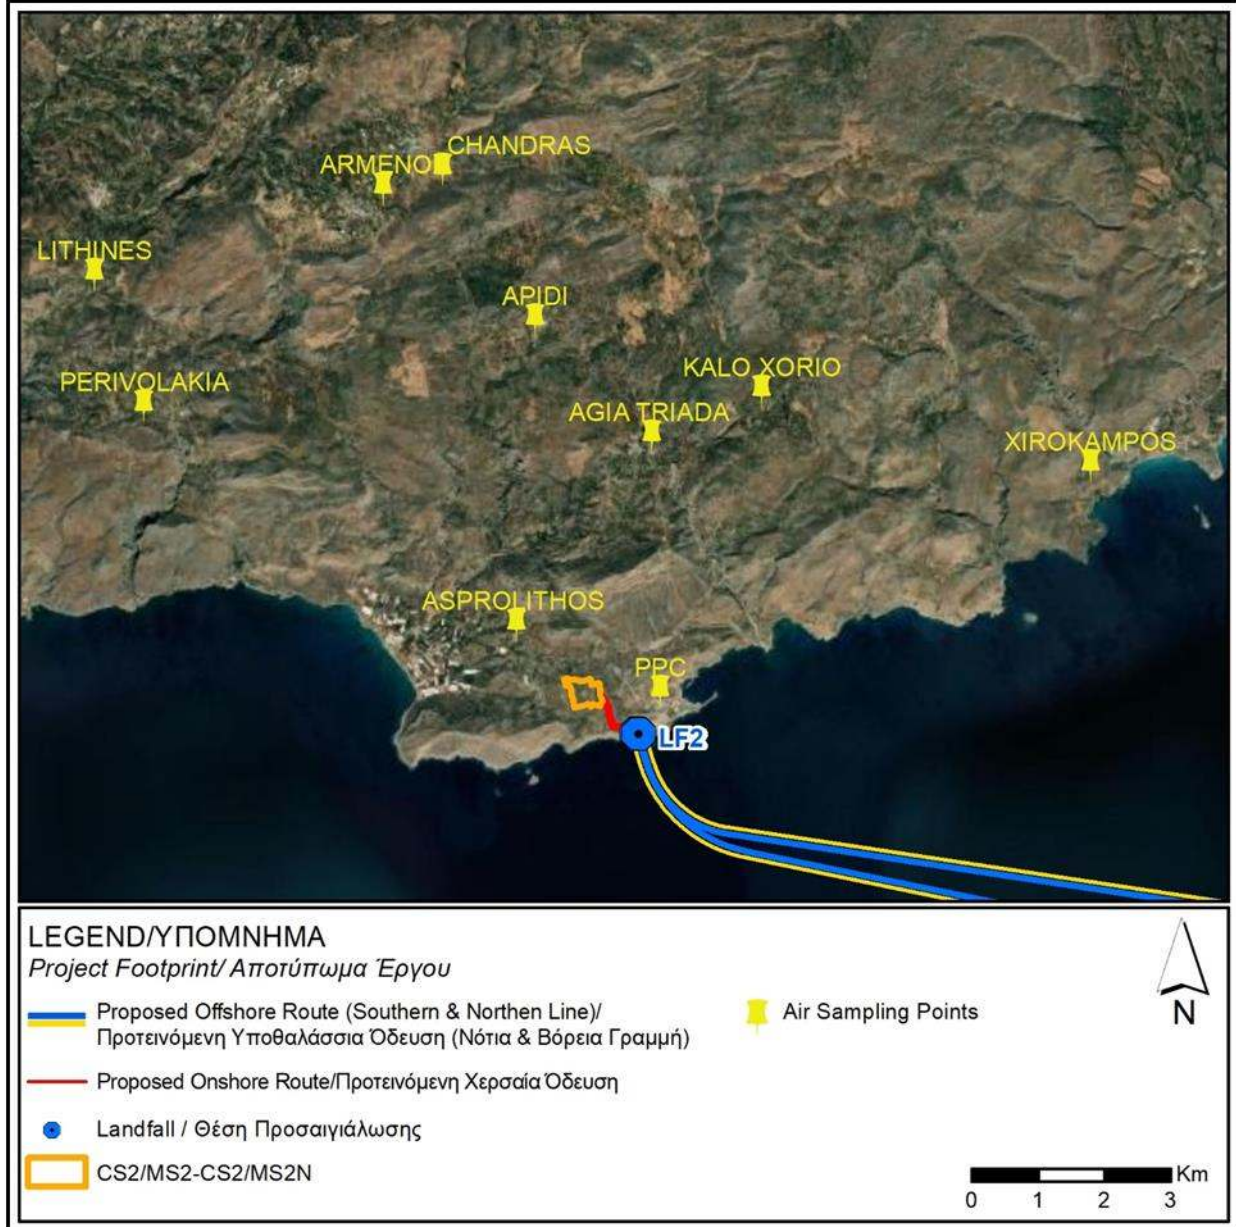 CHANDRAS
ARMENOI
LITHINES
APIDI
PERIVOLAKIA
KALO XORIO
AGIA TRIADA
XIROKAMPOS
ASPROLITHOS
PPC
LF2
LEGEND/ΥΠΟΜΝΗΜΑ
Project Footprint/ Αποτύπωμα Έργου
Proposed Offshore Route (Southern & Northen Line)/
Προτεινόμενη Υποθαλάσσια Όδευση (Νότια & Βόρεια Γραμμή)
Air Sampling Points
Proposed Onshore Route/Προτεινόμενη Χερσαία Όδευση
Landfall / Θέση Προσαιγιάλωσης
CS2/MS2-CS2/MS2N
N
Km
0 1 2 3